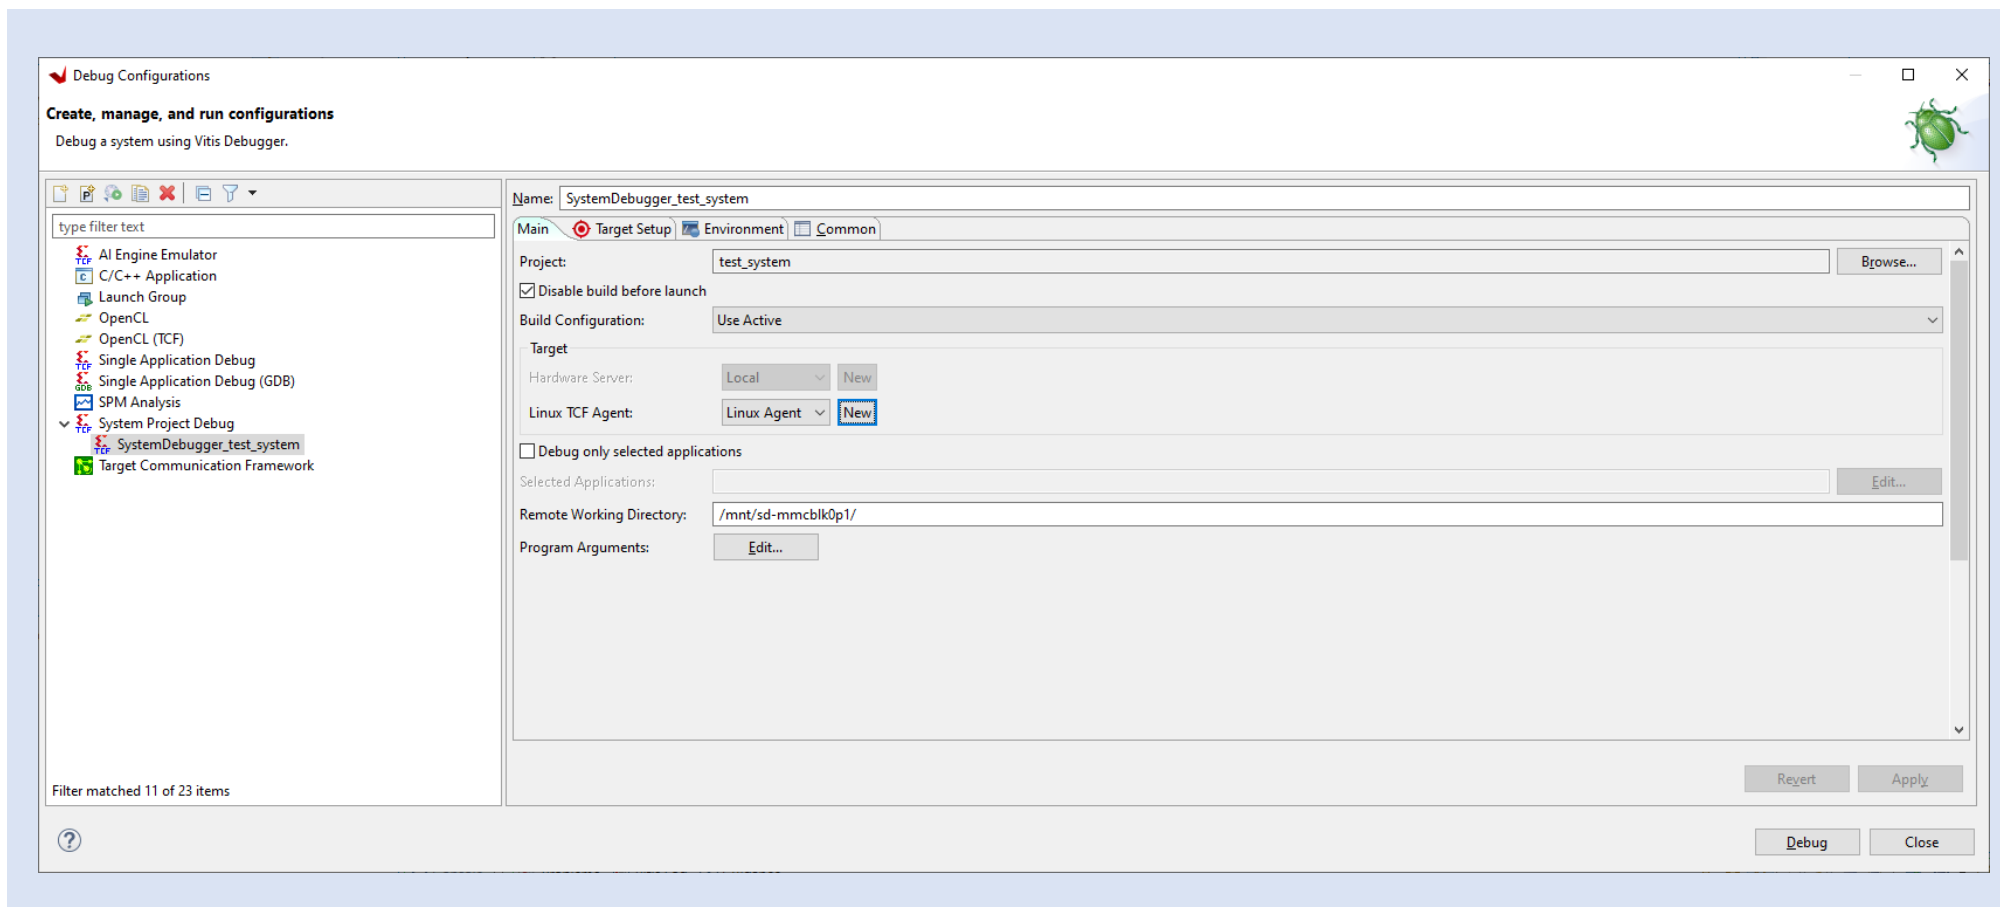 Debug Configurations
Create, manage, and run configurations
Debug a system using Vitis Debugger.
type filter text
AI Engine Emulator
C/C++ Application
Launch Group
OpenCL
OpenCL (TCF)
Single Application Debug
Single Application Debug (GDB)
SPM Analysis
System Project Debug
SystemDebugger_test_system
Target Communication Framework
Filter matched 11 of 23 items
Name: SystemDebugger_test_system
Main Target Setup Environment Common
Project: test_system Browse...
Disable build before launch
Build Configuration: Use Active
Target
Hardware Server: Local New
Linux TCF Agent: Linux Agent New
Debug only selected applications
Selected Applications: Edit...
Remote Working Directory: /mnt/sd-mmcblk0p1/
Program Arguments: Edit...
Revert Apply
Debug Close